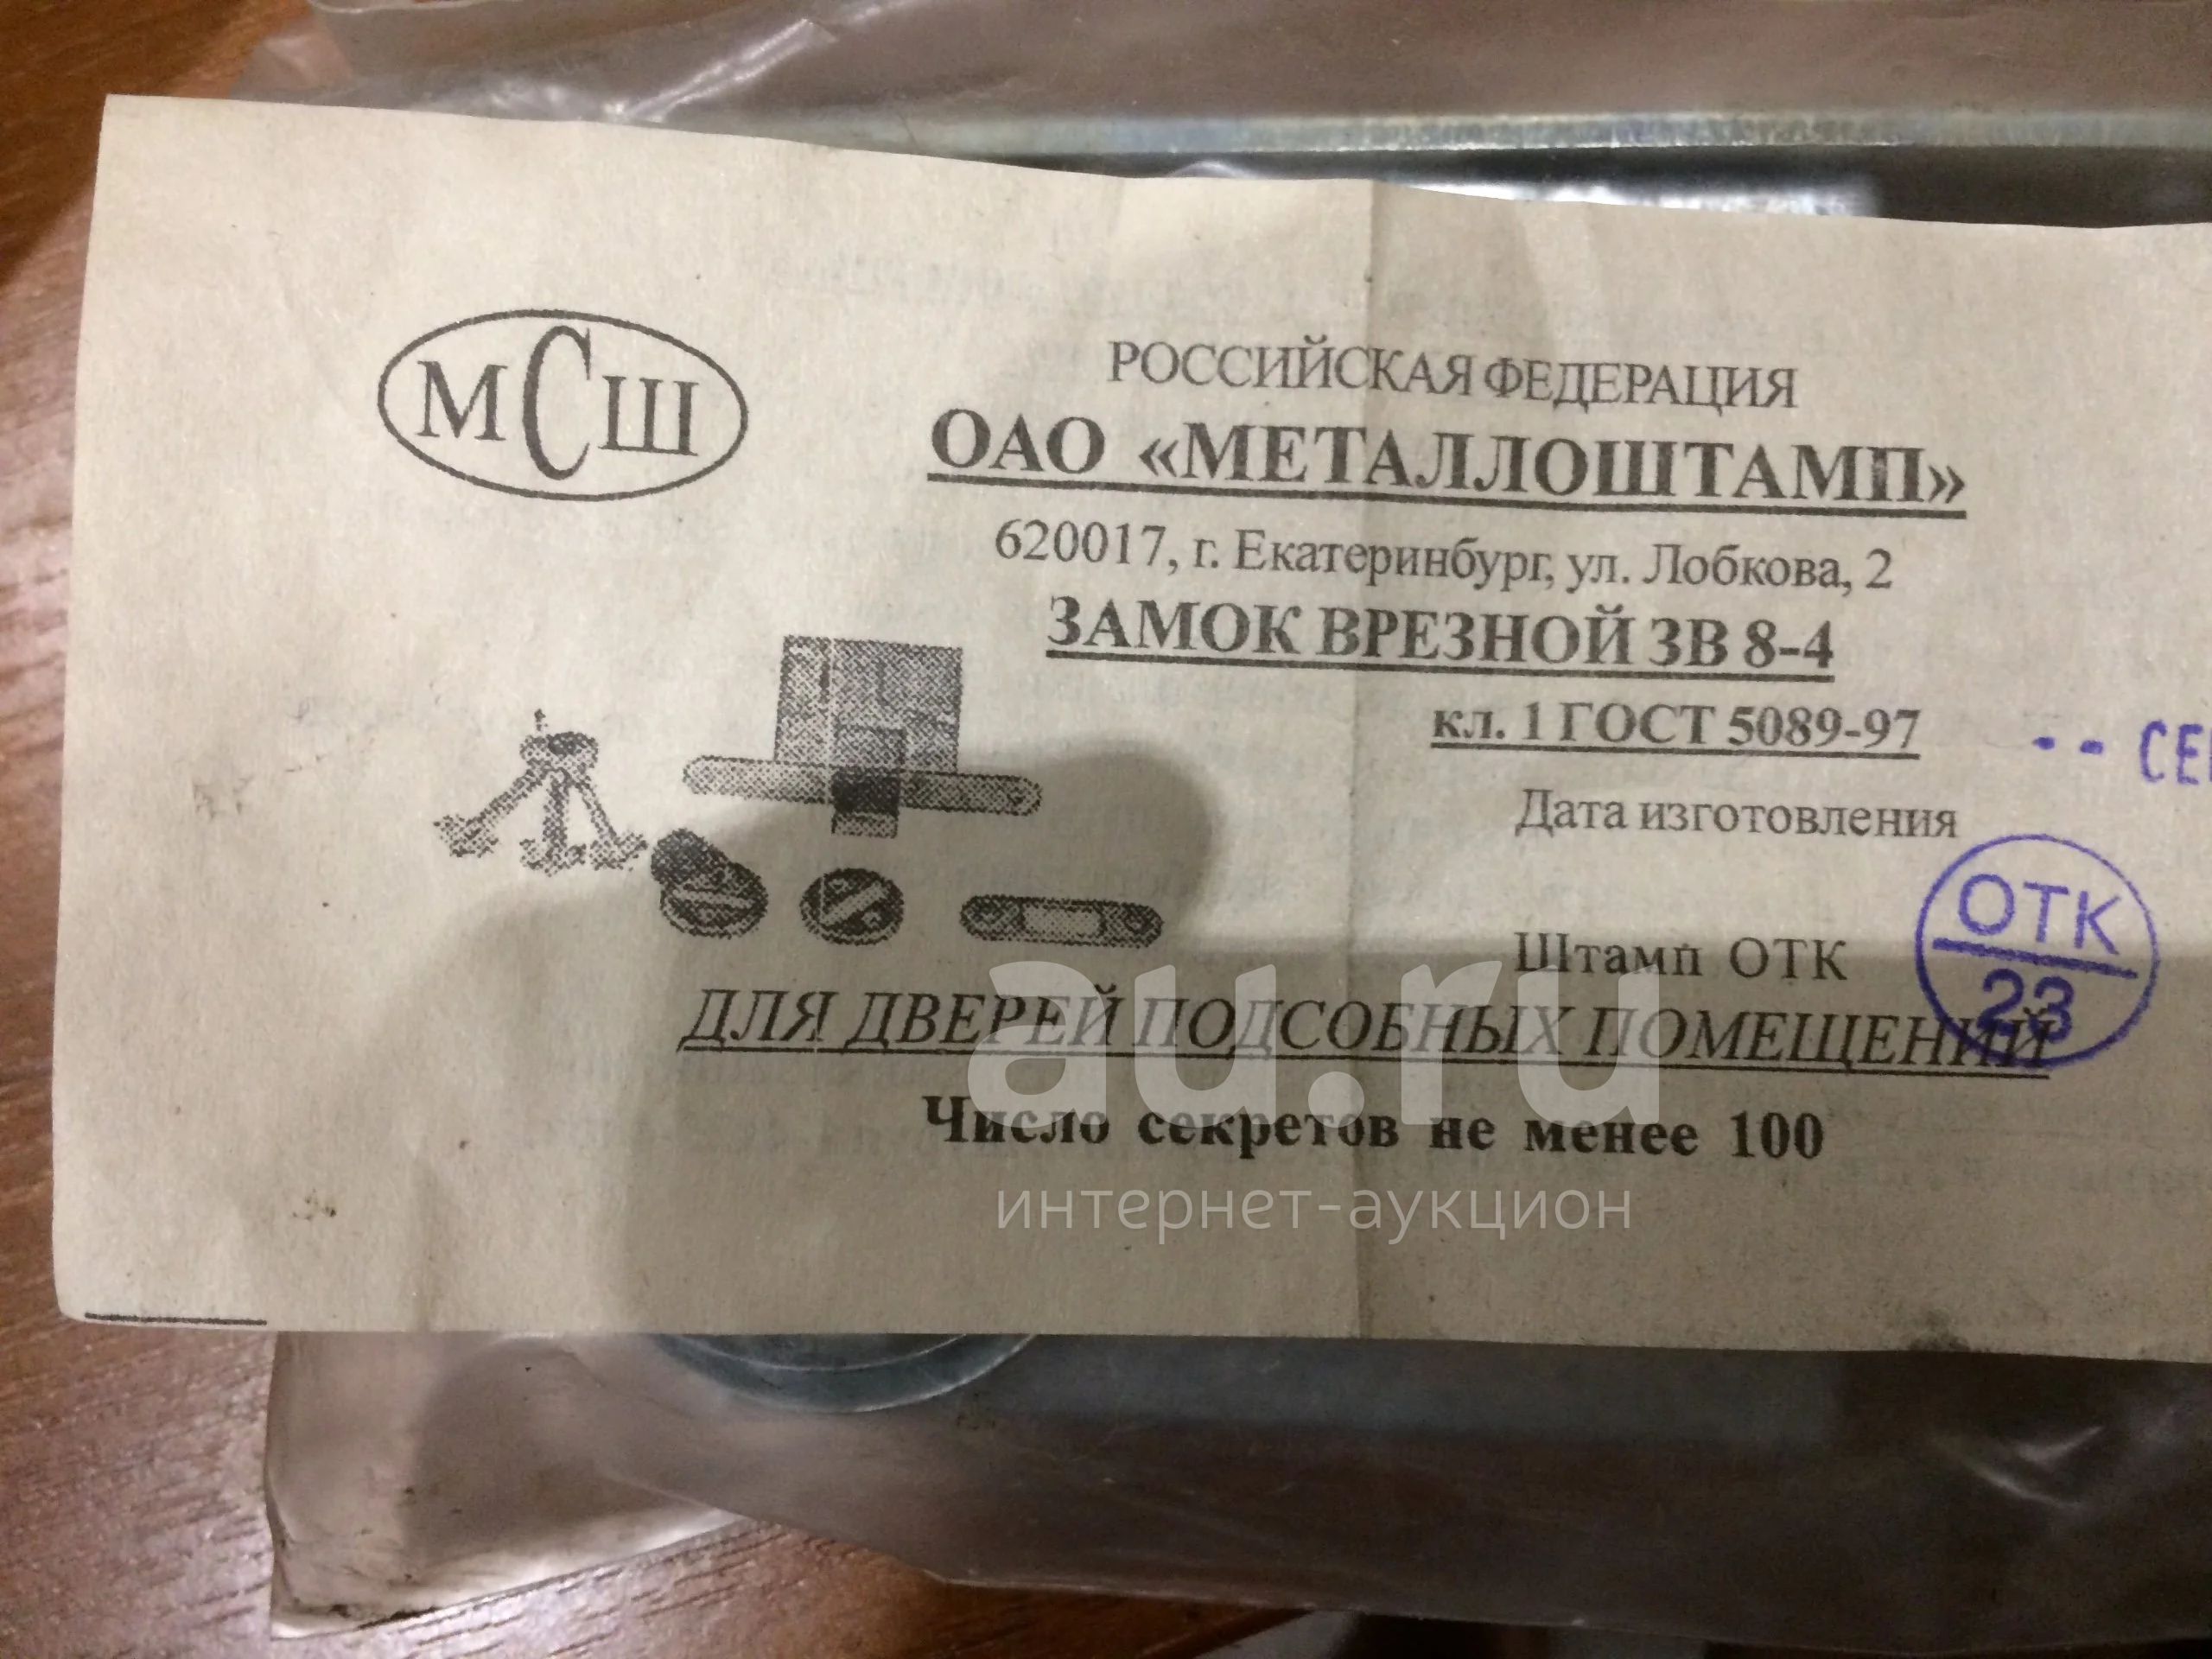 МСШ
РОССИЙСКАЯ ФЕДЕРАЦИЯ
ОАО «МЕТАЛЛОШТАМП»
620017, г. Екатеринбург, ул. Лобкова, 2
ЗАМОК ВРЕЗНОЙ ЗВ 8-4
кл. 1 ГОСТ 5089-97
Дата изготовления
Штамп ОТК
ОТК
23
ДЛЯ ДВЕРЕЙ ПОДСОБНЫХ ПОМЕЩЕНИЙ
Число секретов не менее 100
au.ru
интернет-аукцион